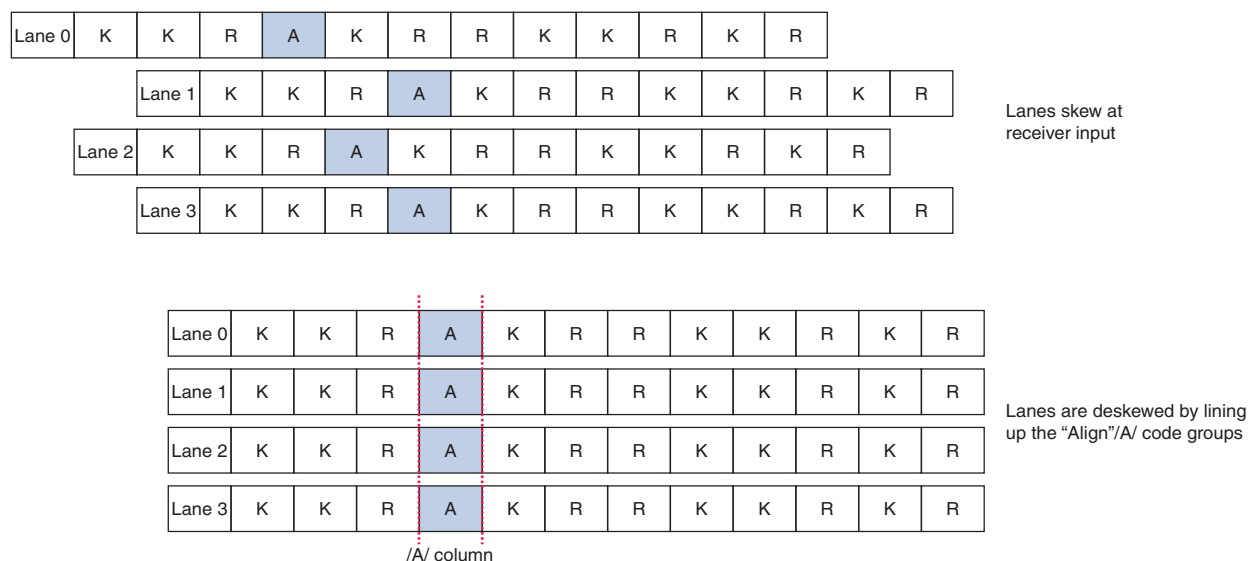 Lane 0 K K R A K R R K K R K R
Lane 1 K K R A K R R K K R K R
Lanes skew at
receiver input
Lane 2 K K R A K R R K K R K R
Lane 3 K K R A K R R K K R K R
Lane 0 K K R A K R R K K R K R
Lane 1 K K R A K R R K K R K R
Lanes are deskewed by lining
up the “Align”/A/ code groups
Lane 2 K K R A K R R K K R K R
Lane 3 K K R A K R R K K R K R
/A/ column